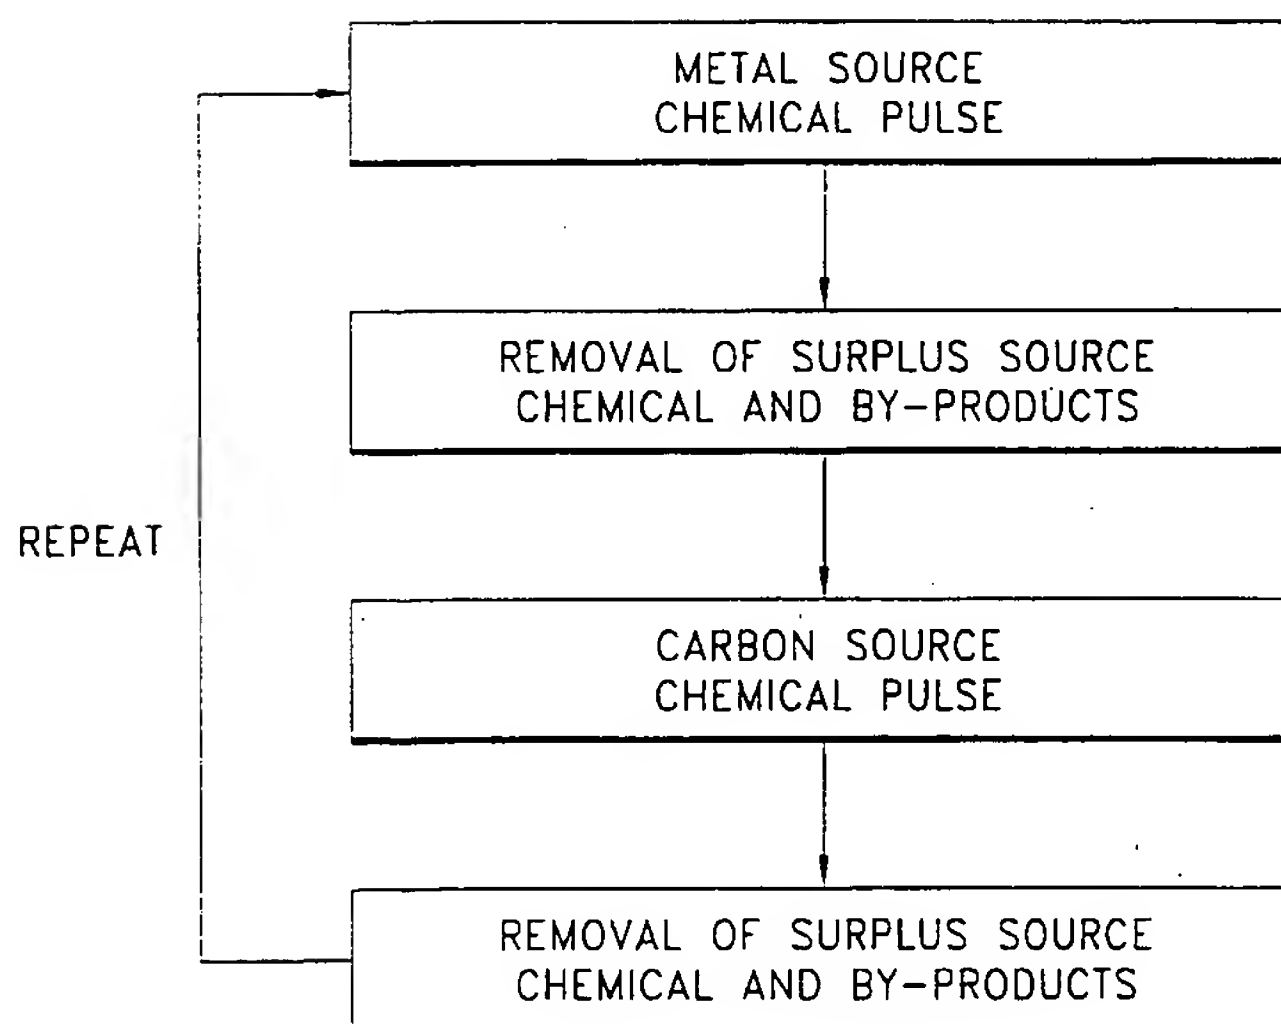 METAL SOURCE
CHEMICAL PULSE
REMOVAL OF SURPLUS SOURCE
CHEMICAL AND BY-PRODUCTS
REPEAT
CARBON SOURCE
CHEMICAL PULSE
REMOVAL OF SURPLUS SOURCE
CHEMICAL AND BY-PRODUCTS